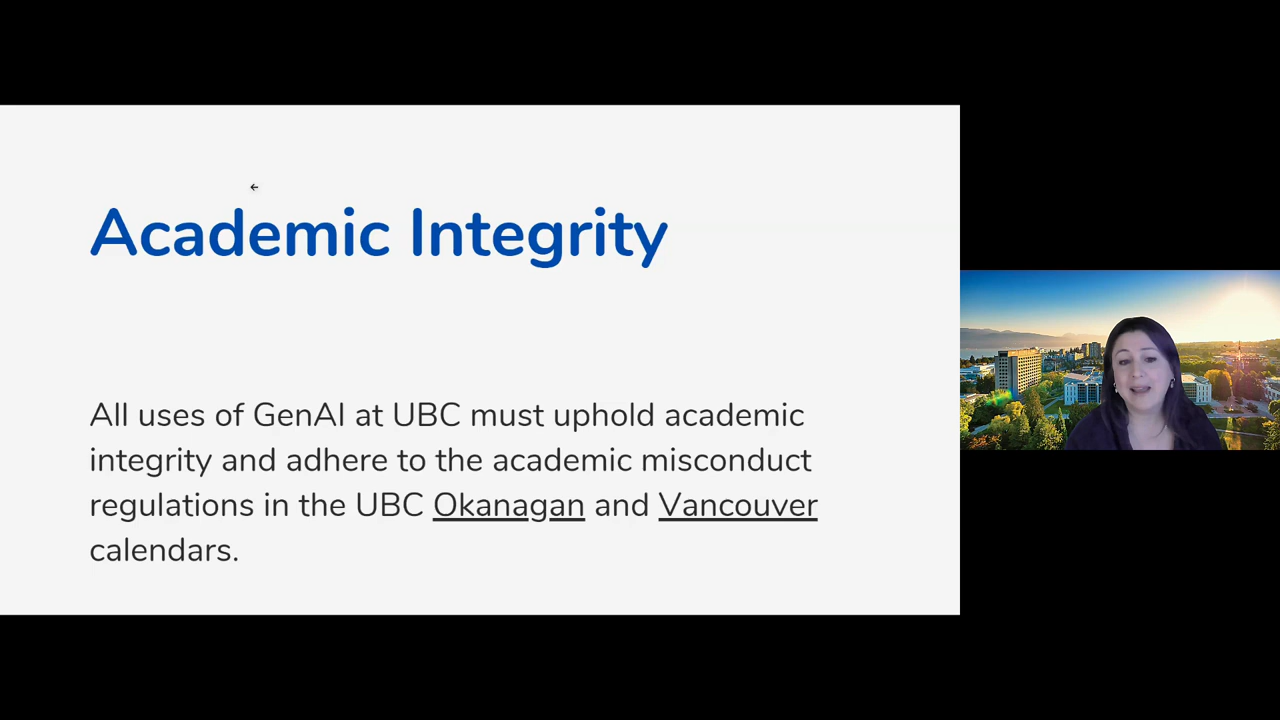 Academic Integrity
All uses of GenAI at UBC must uphold academic
integrity and adhere to the academic misconduct
regulations in the UBC Okanagan and Vancouver
calendars.